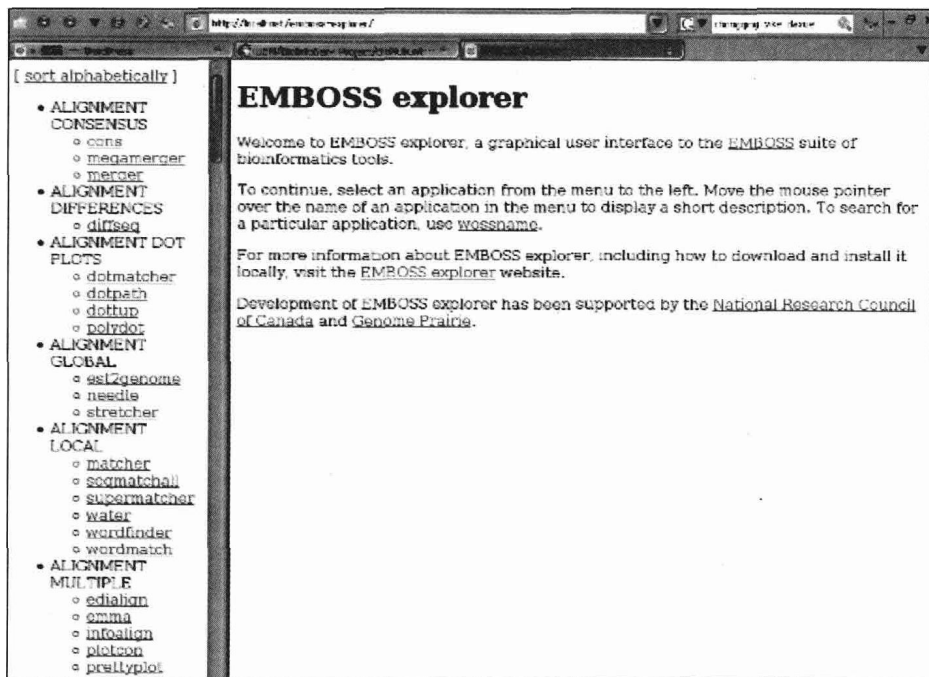 [ sort alphabetically ]
• ALIGNMENT
CONSENSUS
◦ cons
◦ megamerger
◦ merger
• ALIGNMENT
DIFFERENCES
◦ diffseq
• ALIGNMENT DOT
PLOTS
◦ dotmatcher
◦ dotpath
◦ dottup
◦ polydot
• ALIGNMENT
GLOBAL
◦ est2genome
◦ needle
◦ stretcher
• ALIGNMENT
LOCAL
◦ matcher
◦ seqmatchall
◦ supermatcher
◦ water
◦ wordfinder
◦ wordmatch
• ALIGNMENT
MULTIPLE
◦ edialign
◦ emma
◦ infoalign
◦ plotcon
◦ prettyplot
EMBOSS explorer
Welcome to EMBOSS explorer, a graphical user interface to the EMBOSS suite of
bioinformatics tools.
To continue, select an application from the menu to the left. Move the mouse pointer
over the name of an application in the menu to display a short description. To search for
a particular application, use wossname.
For more information about EMBOSS explorer, including how to download and install it
locally, visit the EMBOSS explorer website.
Development of EMBOSS explorer has been supported by the National Research Council
of Canada and Genome Prairie.